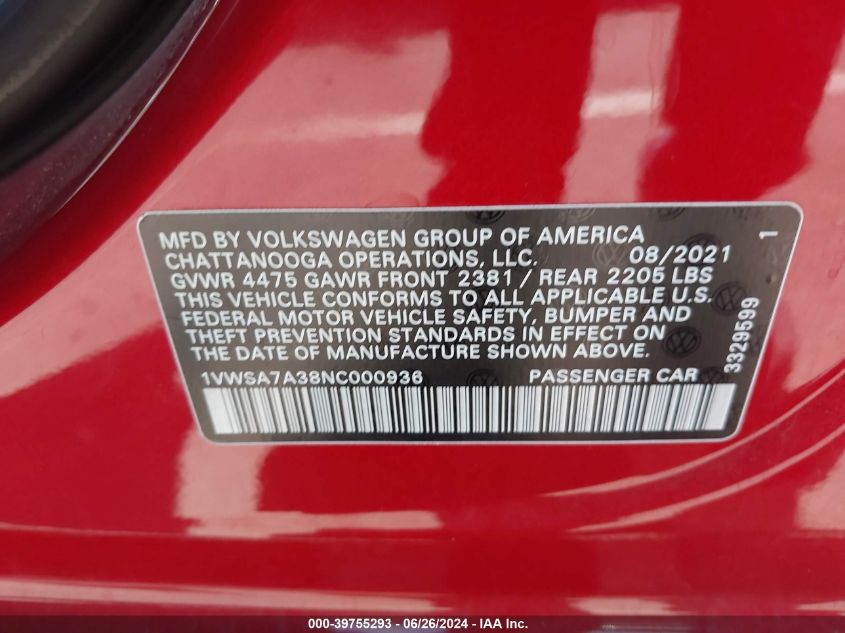 MFD BY VOLKSWAGEN GROUP OF AMERICA
CHATTANOOGA OPERATIONS, LLC. 08/2021 1
GVWR 4475 GAWR FRONT 2381 / REAR 2205 LBS
THIS VEHICLE CONFORMS TO ALL APPLICABLE U.S.
FEDERAL MOTOR VEHICLE SAFETY, BUMPER AND
THEFT PREVENTION STANDARDS IN EFFECT ON
THE DATE OF MANUFACTURE SHOWN ABOVE.
3329599
1VWSA7A38NC000936 PASSENGER CAR
000-39755293 - 06/26/2024 - IAA Inc.